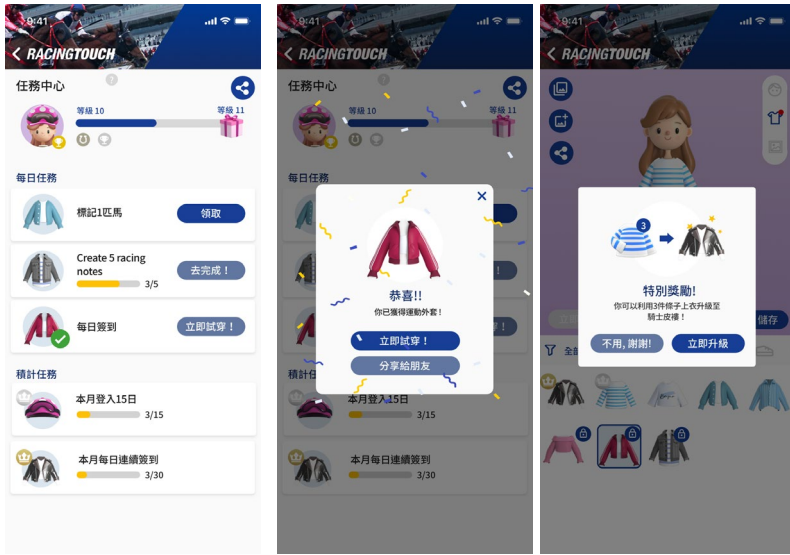 9:41
RACINGTOUCH
任務中心
?
等級 10
等級 11
每日任務
標記1匹馬
領取
Create 5 racing
notes
3/5
去完成！
每日簽到
立即試穿！
積計任務
本月登入15日
3/15
本月每日連續簽到
3/30
9:41
RACINGTOUCH
任務中心
?
等級 10
等級 11
每日任務
恭喜!!
你已獲得運動外套！
立即試穿！
分享給朋友
積計任
本月登入15日
3/15
本月每日連續簽到
3/30
9:41
RACINGTOUCH
3
特別獎勵!
你可以利用3件條子上衣升級至
騎士皮褸！
不用, 謝謝!
立即升級
儲存
全